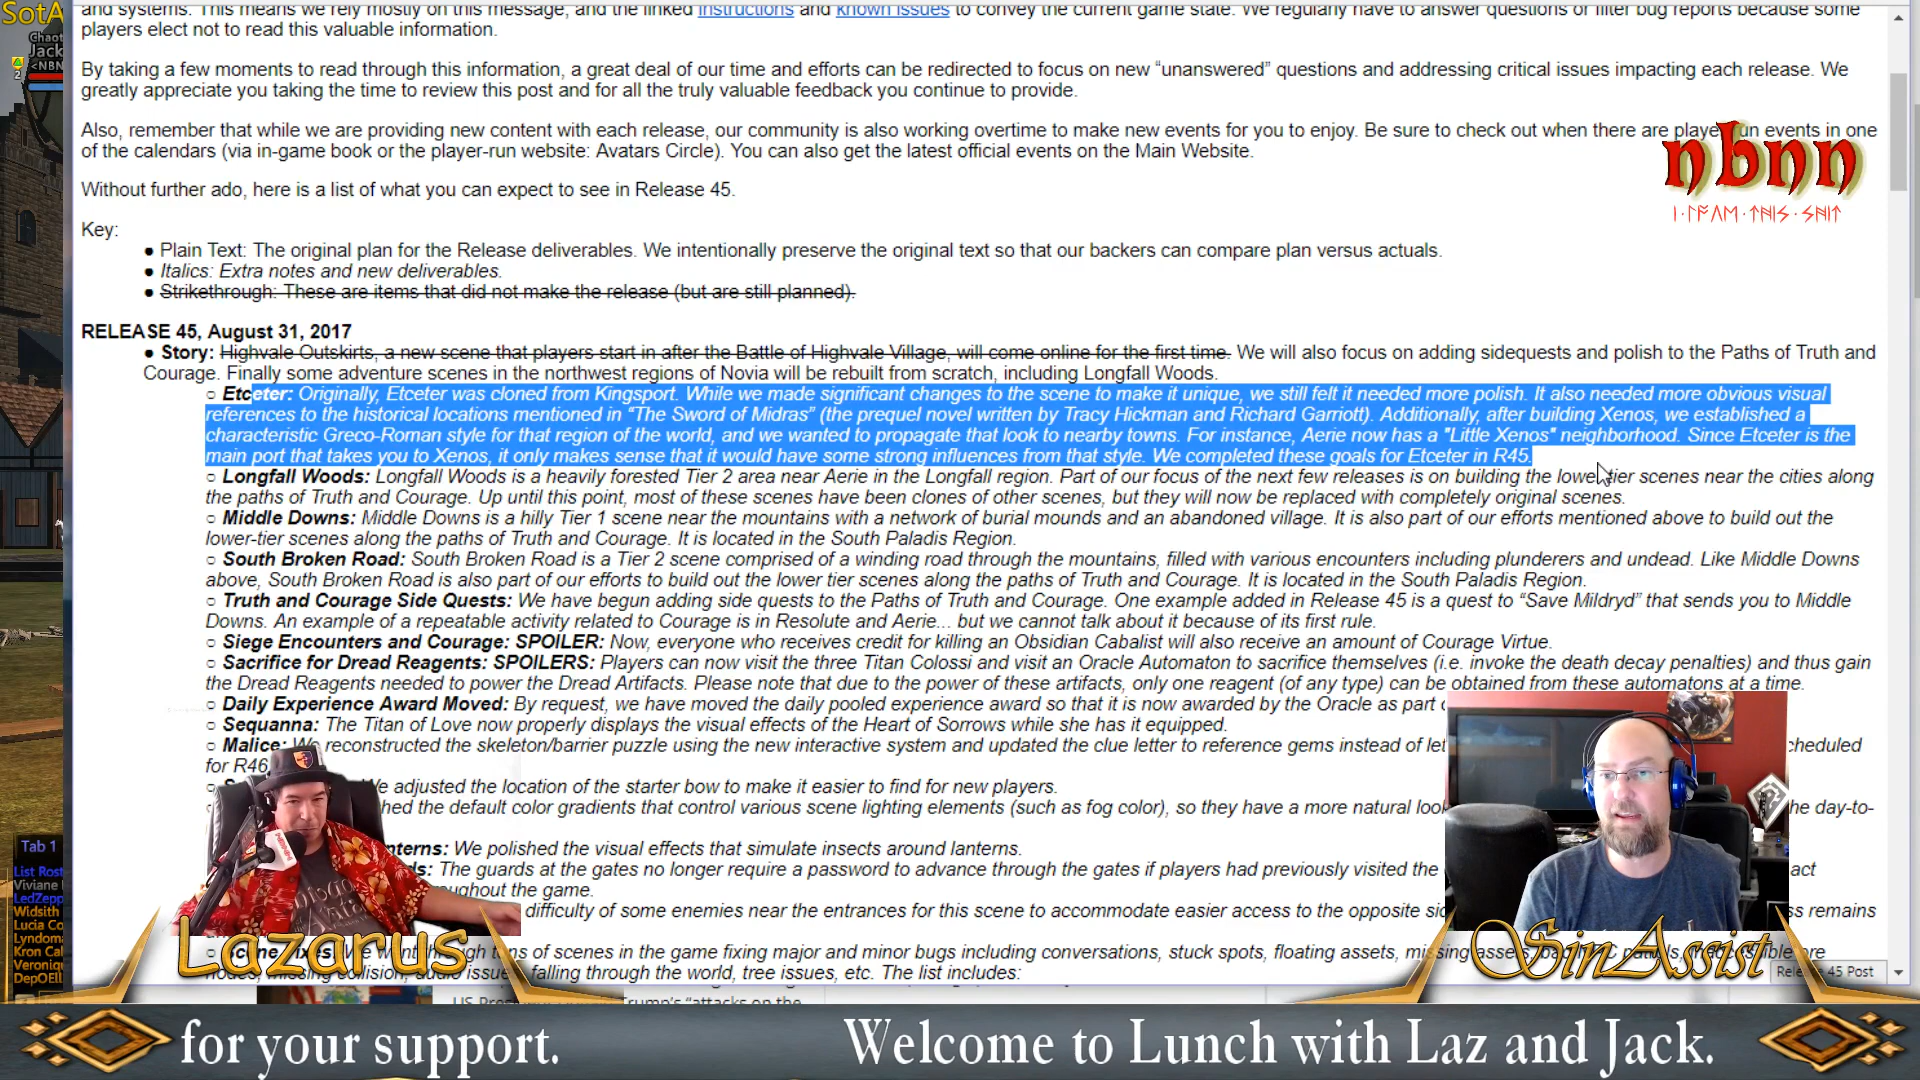 SotA
and systems. This means we rely mostly on this message, and the linked instructions and known issues to convey the current game state. We regularly have to answer questions or filter bug reports because some
players elect not to read this valuable information.
Chaot
Jack
<NBN
2
By taking a few moments to read through this information, a great deal of our time and efforts can be redirected to focus on new “unanswered” questions and addressing critical issues impacting each release. We
greatly appreciate you taking the time to review this post and for all the truly valuable feedback you continue to provide.
Also, remember that while we are providing new content with each release, our community is also working overtime to make new events for you to enjoy. Be sure to check out when there are player-run events in one
of the calendars (via in-game book or the player-run website: Avatars Circle). You can also get the latest official events on the Main Website.
nbnn
Without further ado, here is a list of what you can expect to see in Release 45.
Key:
● Plain Text: The original plan for the Release deliverables. We intentionally preserve the original text so that our backers can compare plan versus actuals.
● Italics: Extra notes and new deliverables.
● Strikethrough: These are items that did not make the release (but are still planned).
RELEASE 45, August 31, 2017
● Story: Highvale Outskirts, a new scene that players start in after the Battle of Highvale Village, will come online for the first time. We will also focus on adding sidequests and polish to the Paths of Truth and
Courage. Finally some adventure scenes in the northwest regions of Novia will be rebuilt from scratch, including Longfall Woods.
○ Etceter: Originally, Etceter was cloned from Kingsport. While we made significant changes to the scene to make it unique, we still felt it needed more polish. It also needed more obvious visual
references to the historical locations mentioned in “The Sword of Midras” (the prequel novel written by Tracy Hickman and Richard Garriott). Additionally, after building Xenos, we established a
characteristic Greco-Roman style for that region of the world, and we wanted to propagate that look to nearby towns. For instance, Aerie now has a "Little Xenos" neighborhood. Since Etceter is the
main port that takes you to Xenos, it only makes sense that it would have some strong influences from that style. We completed these goals for Etceter in R45.
○ Longfall Woods: Longfall Woods is a heavily forested Tier 2 area near Aerie in the Longfall region. Part of our focus of the next few releases is on building the lower tier scenes near the cities along
the paths of Truth and Courage. Up until this point, most of these scenes have been clones of other scenes, but they will now be replaced with completely original scenes.
○ Middle Downs: Middle Downs is a hilly Tier 1 scene near the mountains with a network of burial mounds and an abandoned village. It is also part of our efforts mentioned above to build out the
lower-tier scenes along the paths of Truth and Courage. It is located in the South Paladis Region.
○ South Broken Road: South Broken Road is a Tier 2 scene comprised of a winding road through the mountains, filled with various encounters including plunderers and undead. Like Middle Downs
above, South Broken Road is also part of our efforts to build out the lower tier scenes along the paths of Truth and Courage. It is located in the South Paladis Region.
○ Truth and Courage Side Quests: We have begun adding side quests to the Paths of Truth and Courage. One example added in Release 45 is a quest to “Save Mildryd” that sends you to Middle
Downs. An example of a repeatable activity related to Courage is in Resolute and Aerie... but we cannot talk about it because of its first rule.
○ Siege Encounters and Courage: SPOILER: Now, everyone who receives credit for killing an Obsidian Cabalist will also receive an amount of Courage Virtue.
○ Sacrifice for Dread Reagents: SPOILERS: Players can now visit the three Titan Colossi and visit an Oracle Automaton to sacrifice themselves (i.e. invoke the death decay penalties) and thus gain
the Dread Reagents needed to power the Dread Artifacts. Please note that due to the power of these artifacts, only one reagent (of any type) can be obtained from these automatons at a time.
○ Daily Experience Award Moved: By request, we have moved the daily pooled experience award so that it is now awarded by the Oracle as part
○ Sequanna: The Titan of Love now properly displays the visual effects of the Heart of Sorrows while she has it equipped.
○ Malice: We reconstructed the skeleton/barrier puzzle using the new interactive system and updated the clue letter to reference gems instead of let cheduled
for R46
We adjusted the location of the starter bow to make it easier to find for new players.
hed the default color gradients that control various scene lighting elements (such as fog color), so they have a more natural look he day-to-
nterns: We polished the visual effects that simulate insects around lanterns.
ds: The guards at the gates no longer require a password to advance through the gates if players had previously visited the act
ughout the game.
difficulty of some enemies near the entrances for this scene to accommodate easier access to the opposite sid ss remains
○ Scene Fixes: We went through tons of scenes in the game fixing major and minor bugs including conversations, stuck spots, floating assets, missing assets,
collision, audio issues, falling through the world, tree issues, etc. The list includes:
Tab 1
List Rost
Viviane
LedZepp
Widsith
Lucia Co
Lyndoma
Kron Cal
Veroniqu
DepOEll
Lazarus
SinAssist
Release 45 Post
for your support.
Welcome to Lunch with Laz and Jack.